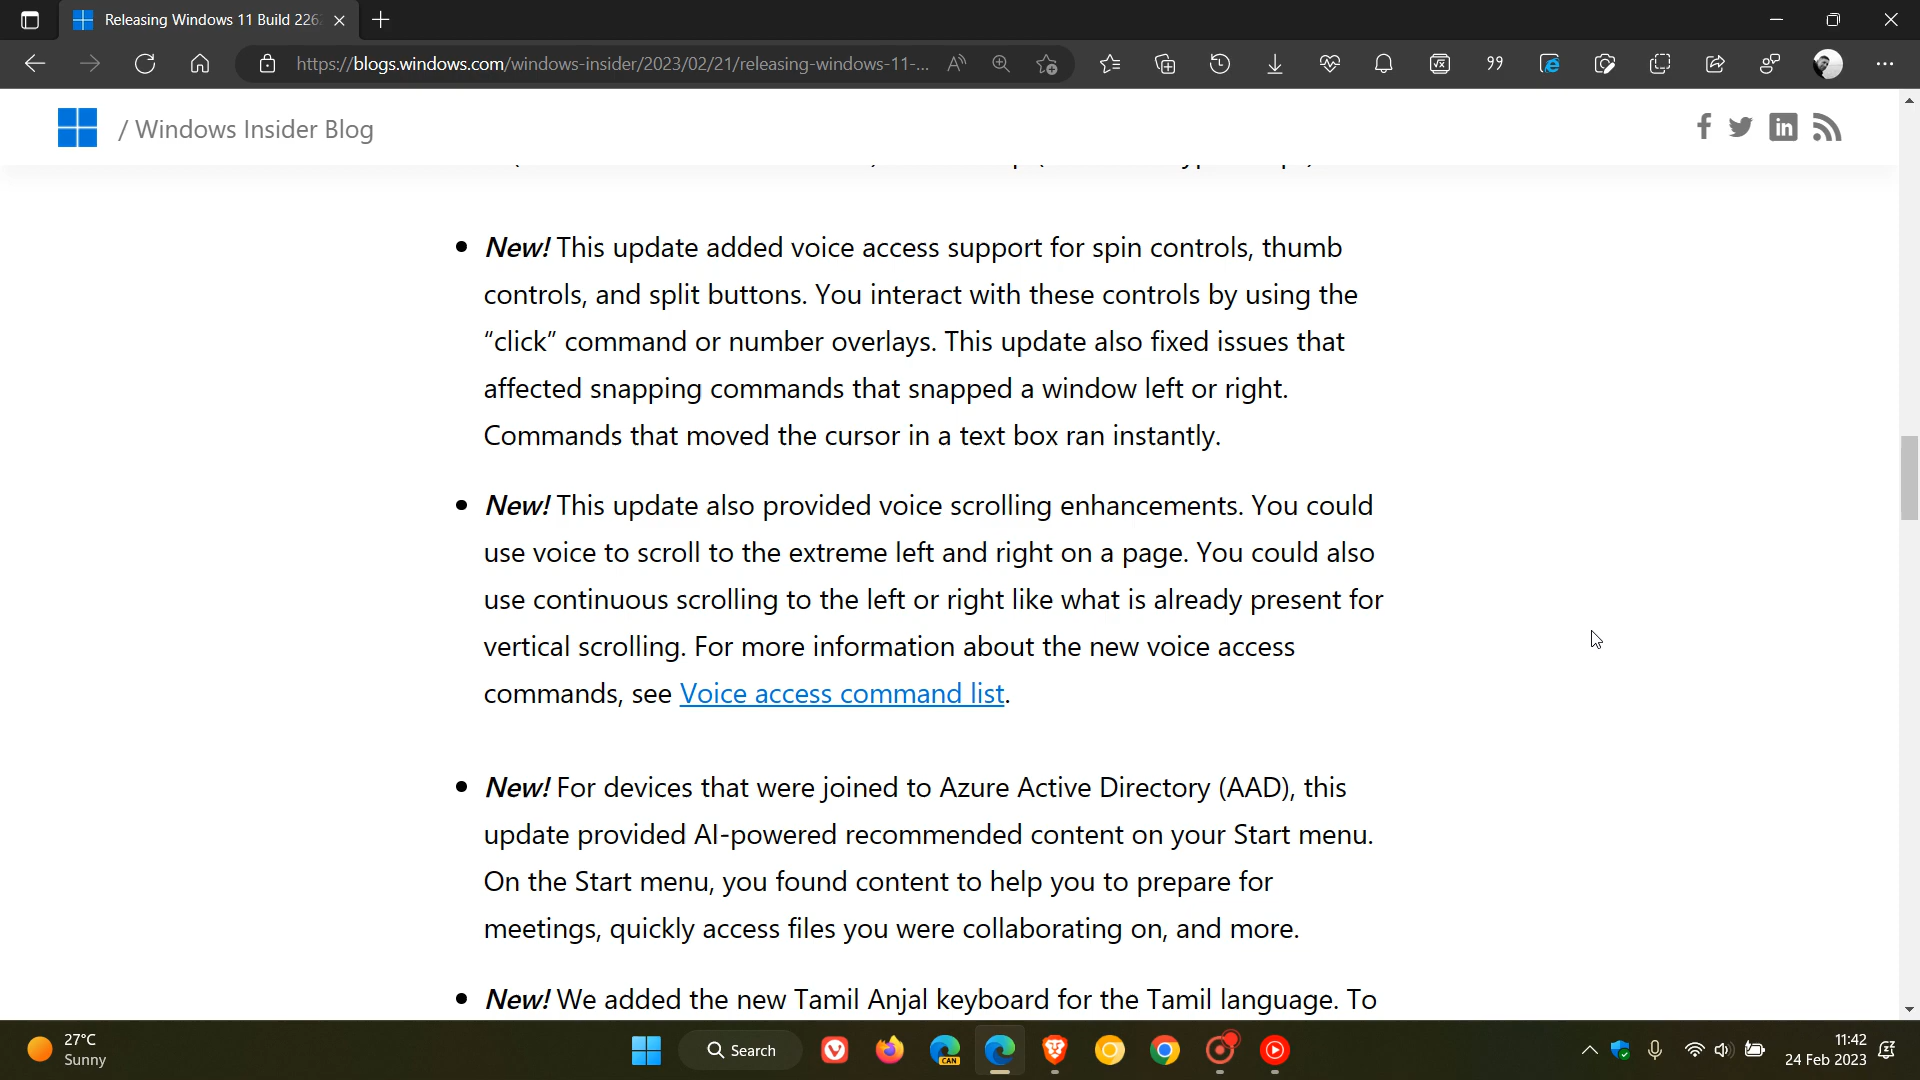 Releasing Windows 11 Build 226
https://blogs.windows.com/windows-insider/2023/02/21/releasing-windows-11-...
/ Windows Insider Blog
New! This update added voice access support for spin controls, thumb
controls, and split buttons. You interact with these controls by using the
“click” command or number overlays. This update also fixed issues that
affected snapping commands that snapped a window left or right.
Commands that moved the cursor in a text box ran instantly.
New! This update also provided voice scrolling enhancements. You could
use voice to scroll to the extreme left and right on a page. You could also
use continuous scrolling to the left or right like what is already present for
vertical scrolling. For more information about the new voice access
commands, see Voice access command list.
New! For devices that were joined to Azure Active Directory (AAD), this
update provided AI-powered recommended content on your Start menu.
On the Start menu, you found content to help you to prepare for
meetings, quickly access files you were collaborating on, and more.
New! We added the new Tamil Anjal keyboard for the Tamil language. To
27°C
Sunny
Search
CAN
11:42
24 Feb 2023